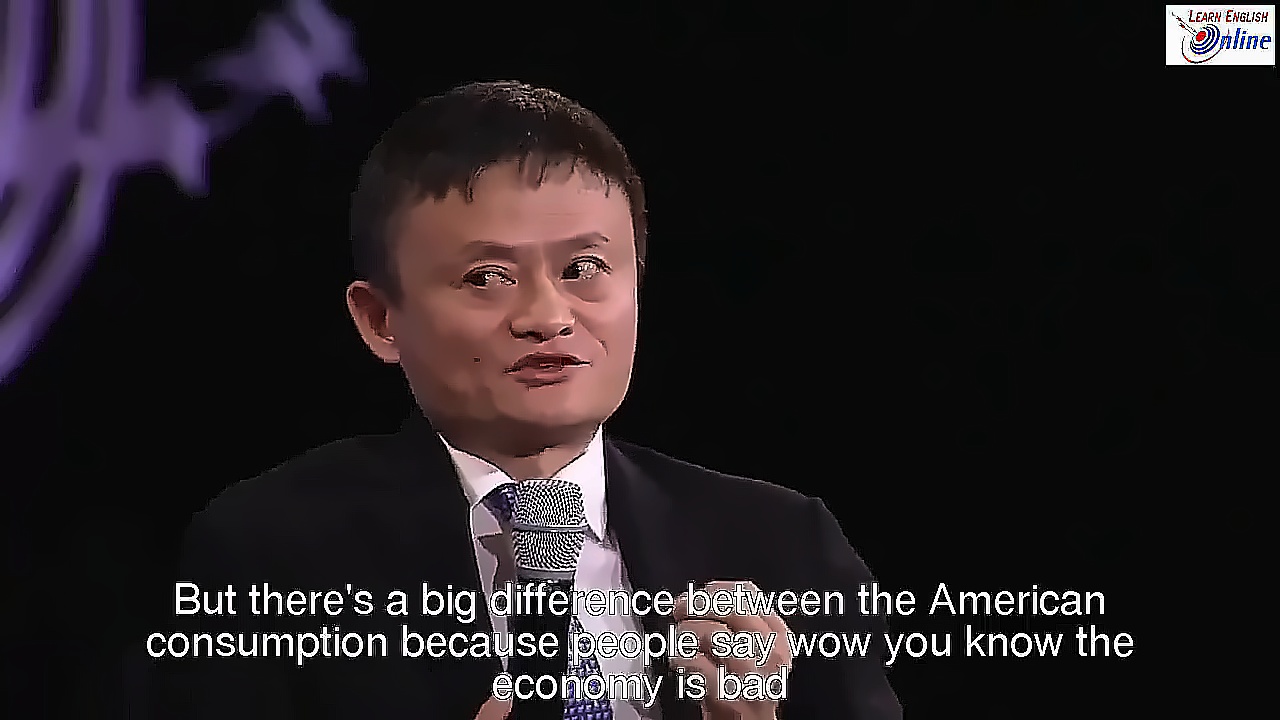 LEARN ENGLISH
Online
But there's a big difference between the American
consumption because people say wow you know the
economy is bad